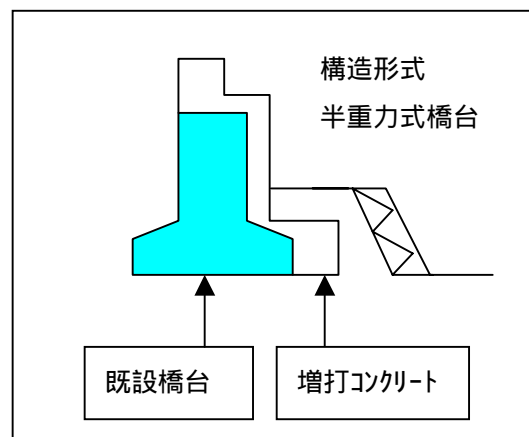 構造形式
半重力式橋台
既設橋台
増打ｺﾝｸﾘｰﾄ